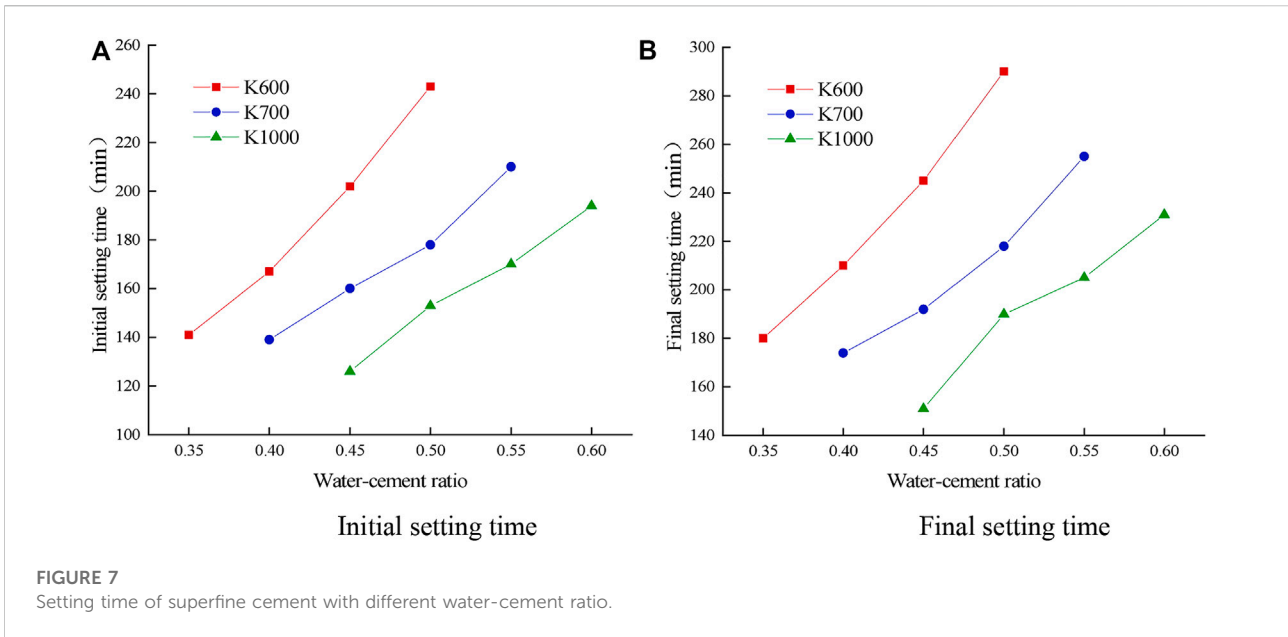 A
260
240
220
200
180
160
140
120
100
Initial setting time（min）
K600
K700
K1000
0.35 0.40 0.45 0.50 0.55 0.60
Water-cement ratio
Initial setting time
B
300
280
260
240
220
200
180
160
140
Final setting time（min）
K600
K700
K1000
0.35 0.40 0.45 0.50 0.55 0.60
Water-cement ratio
Final setting time
FIGURE 7
Setting time of superfine cement with different water-cement ratio.